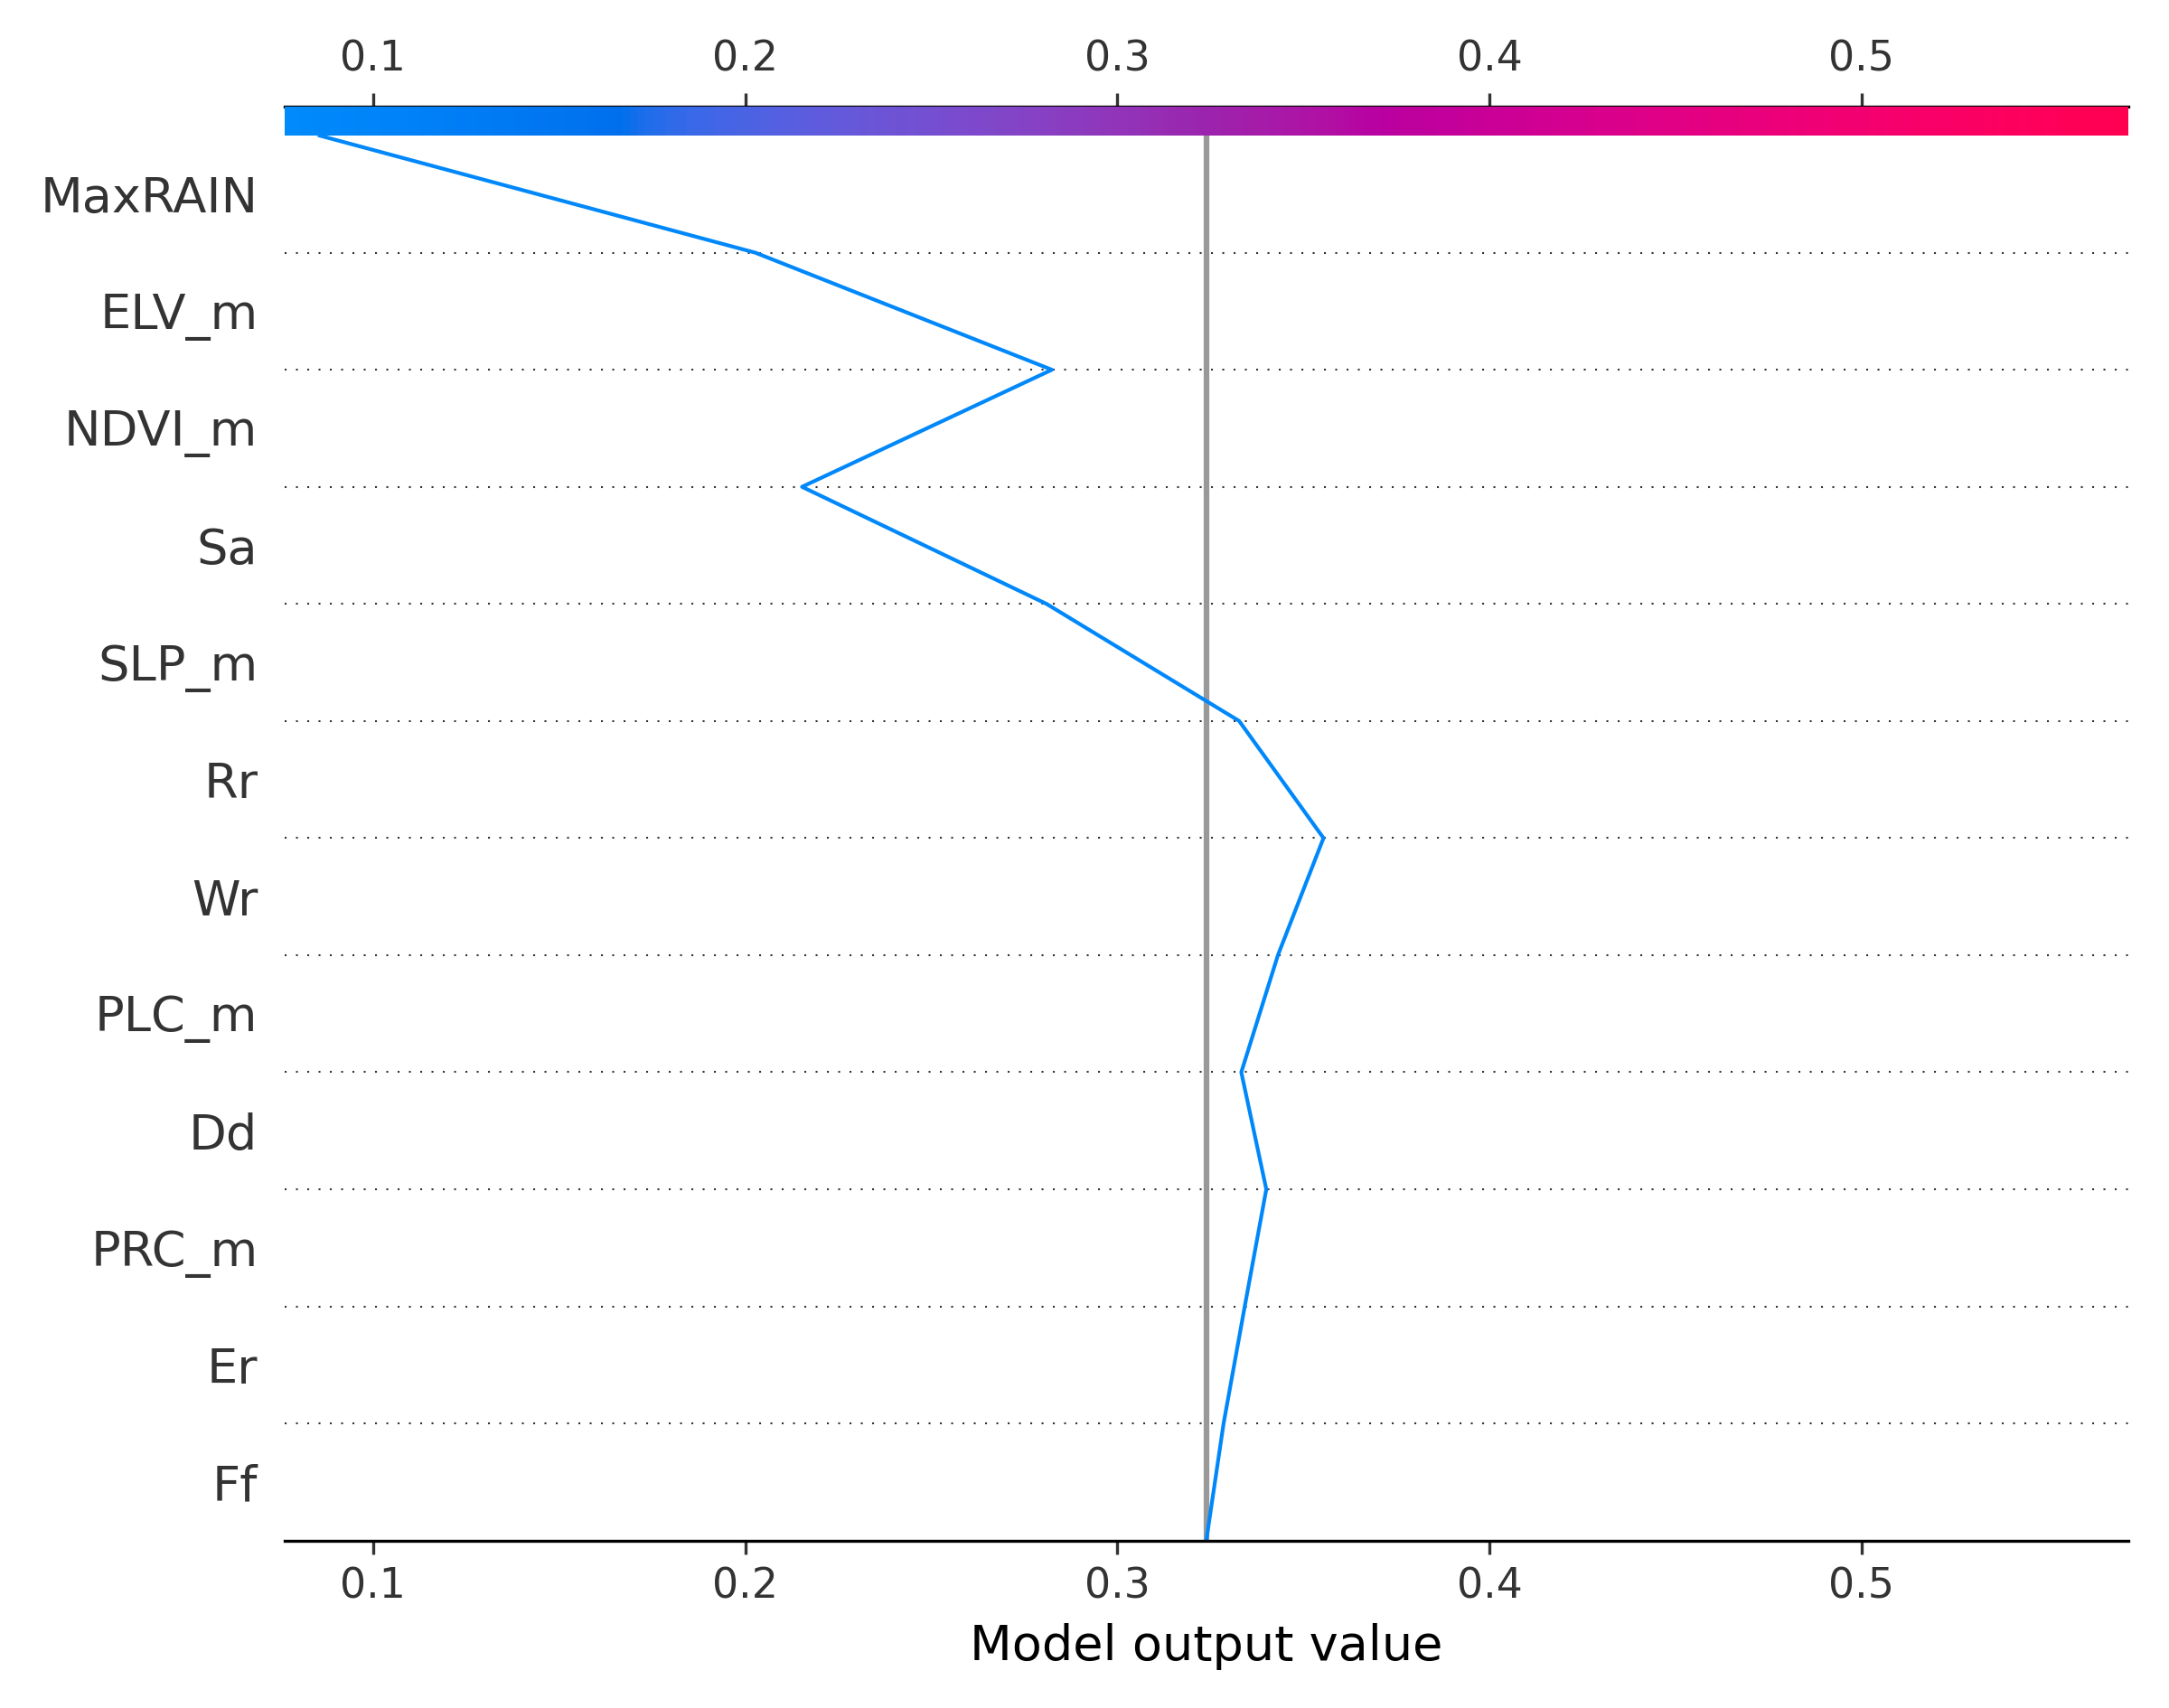 0.1 0.2 0.3 0.4 0.5
MaxRAIN
ELV_m
NDVI_m
Sa
SLP_m
Rr
Wr
PLC_m
Dd
PRC_m
Er
Ff
0.1 0.2 0.3 0.4 0.5
Model output value